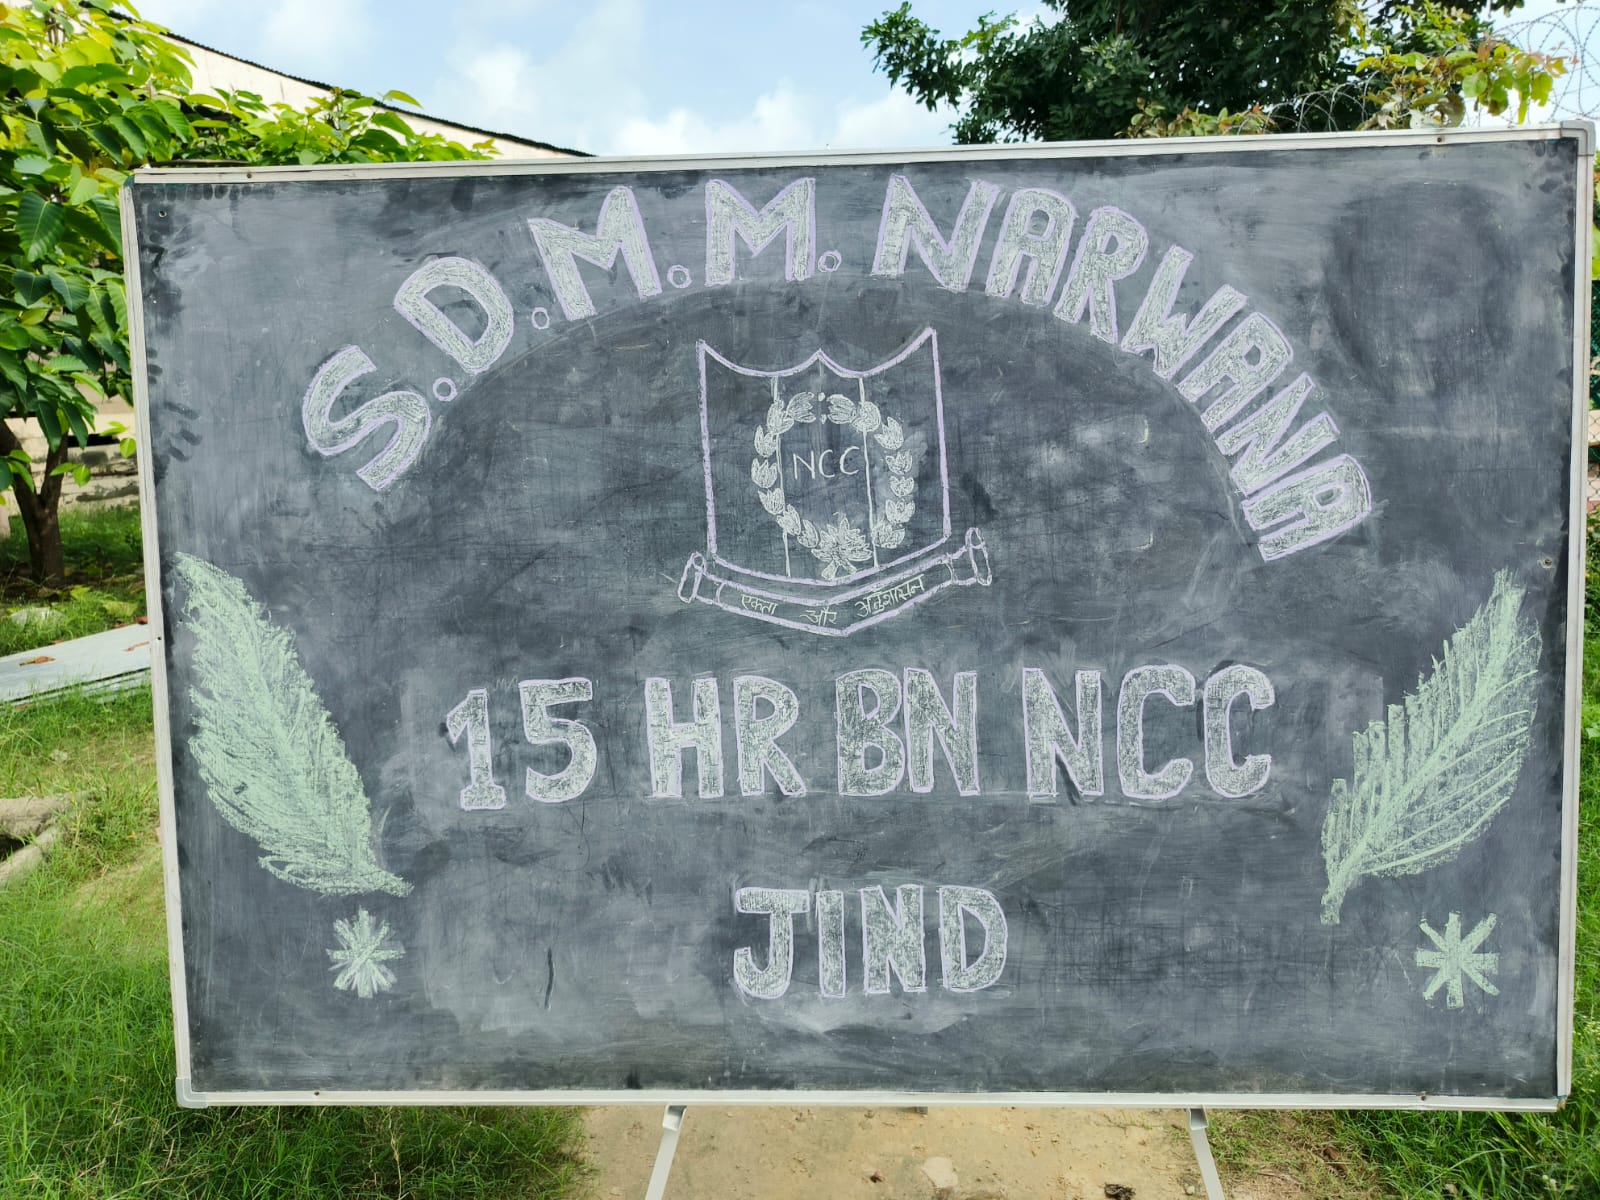 S.D.M.M. NARWANA
NCC
एकता और अनुशासन
15 HR BN NCC
JIND